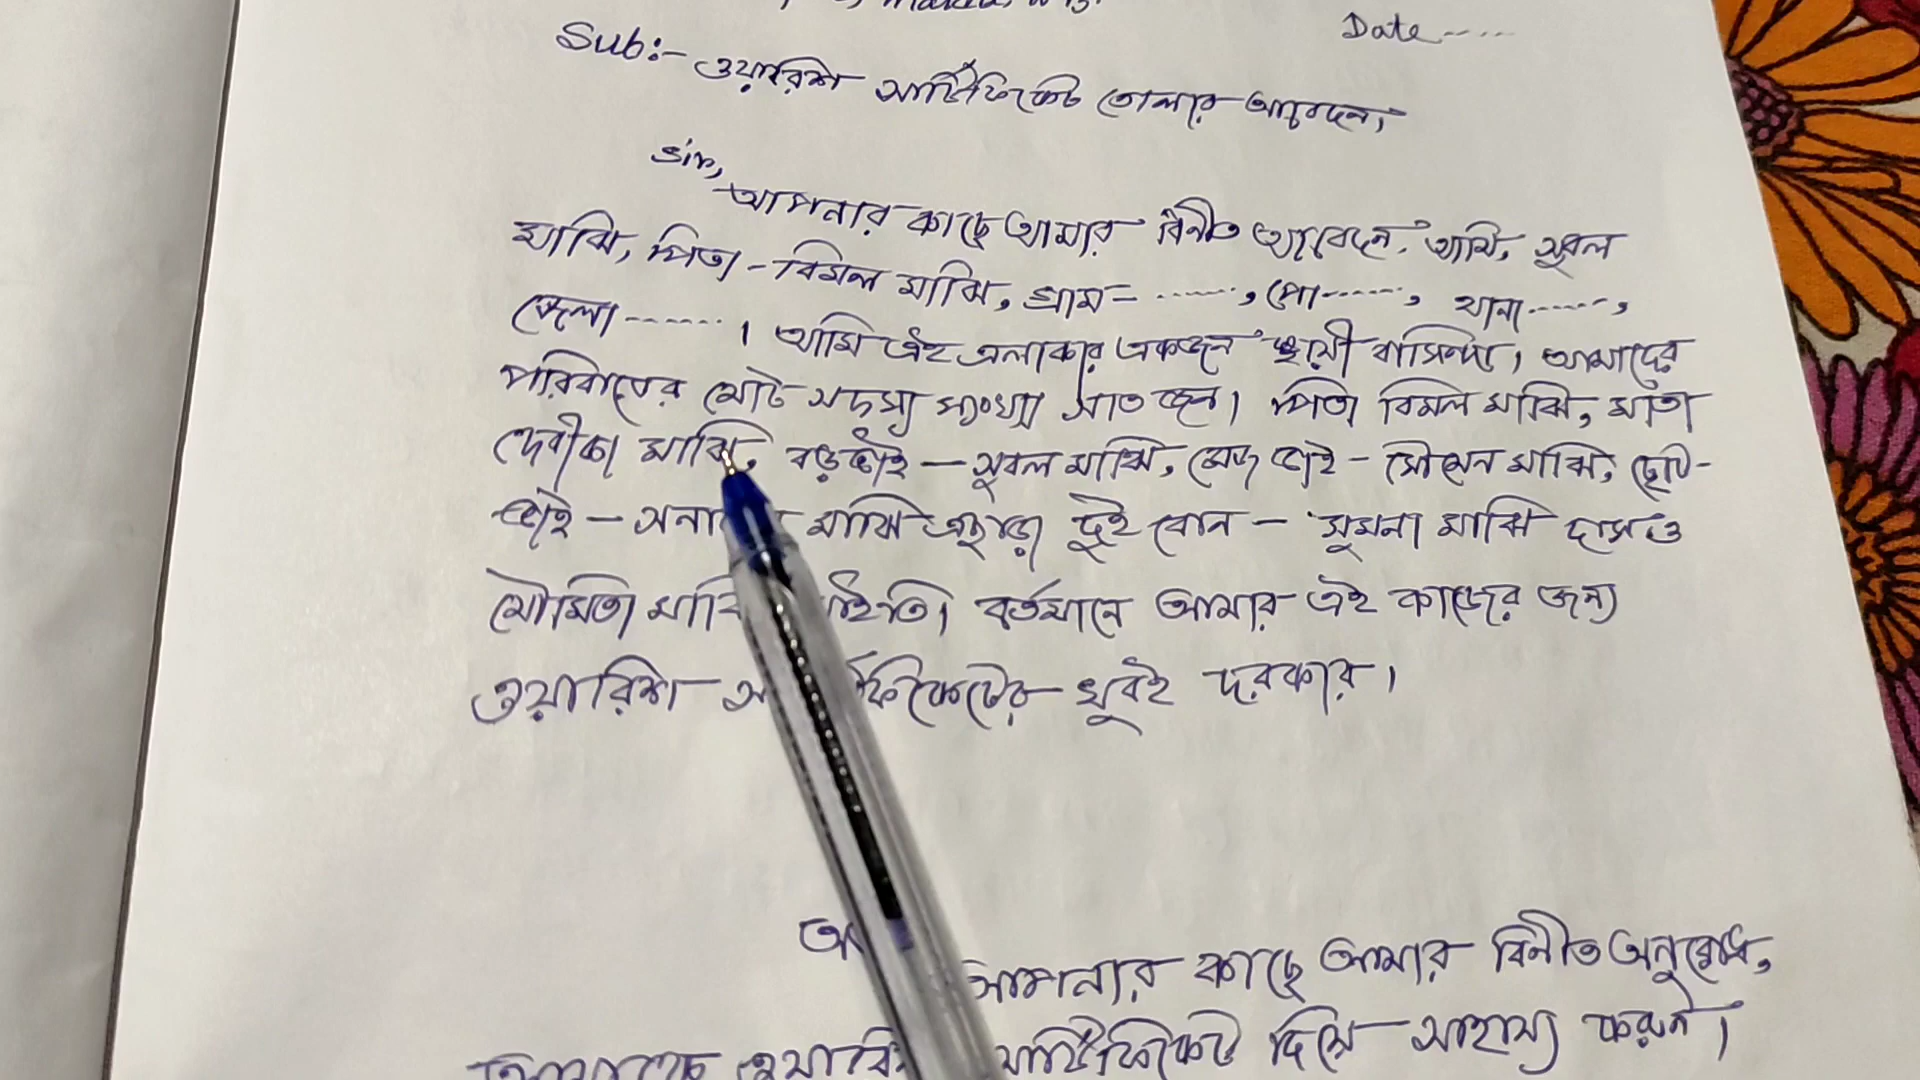 Date.....
Sub:- ওয়ারিশ সার্টিফিকেট তোলার আবেদন।
Sir,
আপনার কাছে আমার বিনীত আবেদন, আমি, সুবল
মাঝি, পিতা - বিমল মাঝি, গ্রাম = ......, পো......, থানা......,
জেলা......। আমি এই এলাকার একজন স্থায়ী বাসিন্দা। আমাদের
পরিবারের মোট সদস্য সংখ্যা সাত জন। পিতা বিমল মাঝি, মাতা
দেবীকা মাঝি, বড়ভাই — সুবল মাঝি, মেজ ভাই - সৌমেন মাঝি, ছোট-
ভাই — মাঝি এছাড়া দুই বোন — সুমনা মাঝি দাস ও
মৌমিতা বর্তমানে আমার এই কাজের জন্য
ওয়ারিশ খুবই দরকার।
আপনার কাছে আমার বিনীত অনুরোধ,
সার্টিফিকেট দিয়ে সাহায্য করুন।